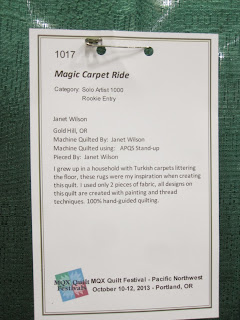 1017
Magic Carpet Ride
Category: Solo Artist 1000
Rookie Entry
Janet Wilson
Gold Hill, OR
Machine Quilted By: Janet Wilson
Machine Quilted using: APQS Stand-up
Pieced By: Janet Wilson
I grew up in a household with Turkish carpets littering
the floor, these rugs were my inspiration when creating
this quilt. I used only 2 pieces of fabric, all designs on
this quilt are created with painting and thread
techniques. 100% hand-guided quilting.
MQX Quilt
Festivals
MQX Quilt Festival - Pacific Northwest
October 10-12, 2013 - Portland, OR